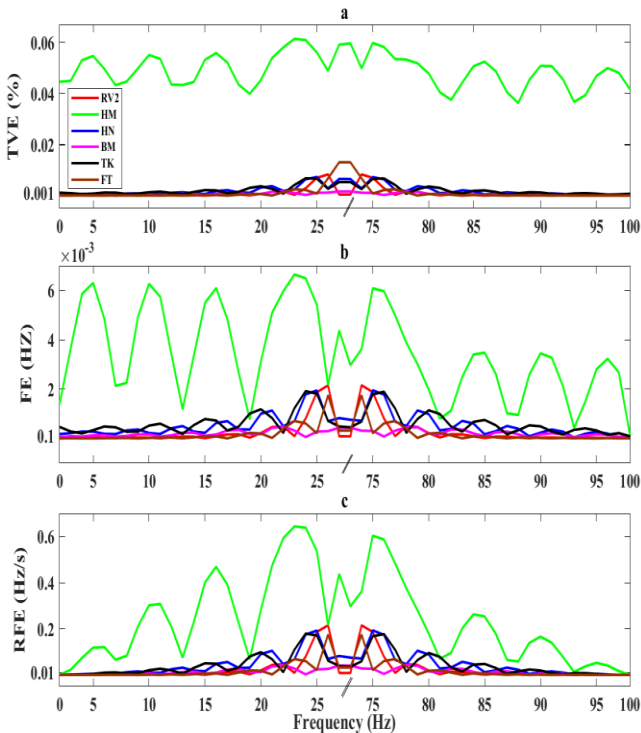 a
0.06
0.04
0.02
0.001
TVE (%)
RV2
HM
HN
BM
TK
FT
0 5 10 15 20 25 75 80 85 90 95 100
b
×10⁻³
6
4
2
0.1
FE (HZ)
0 5 10 15 20 25 75 80 85 90 95 100
c
0.6
0.4
0.2
0.01
RFE (Hz/s)
0 5 10 15 20 25 75 80 85 90 95 100
Frequency (Hz)